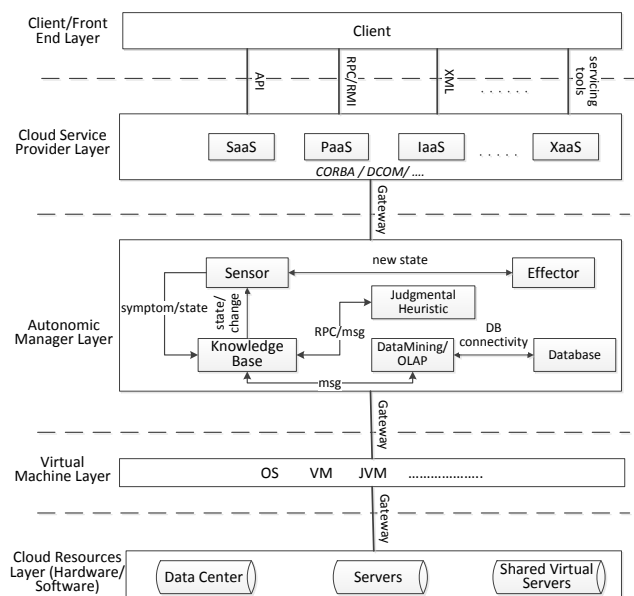 Client/Front
End Layer
Client
API
RPC/RMI
XML
. . . . . .
servicing
tools
Cloud Service
Provider Layer
SaaS
PaaS
IaaS
. . . . .
XaaS
CORBA / DCOM/ ....
Gateway
Autonomic
Manager Layer
Sensor
new state
Effector
symptom/state
state/
change
Judgmental
Heuristic
RPC/msg
Knowledge
Base
DataMining/
OLAP
DB
connectivity
Database
msg
Gateway
Virtual
Machine Layer
OS
VM
JVM
………………..
Gateway
Cloud Resources
Layer (Hardware/
Software)
Data Center
Servers
Shared Virtual
Servers